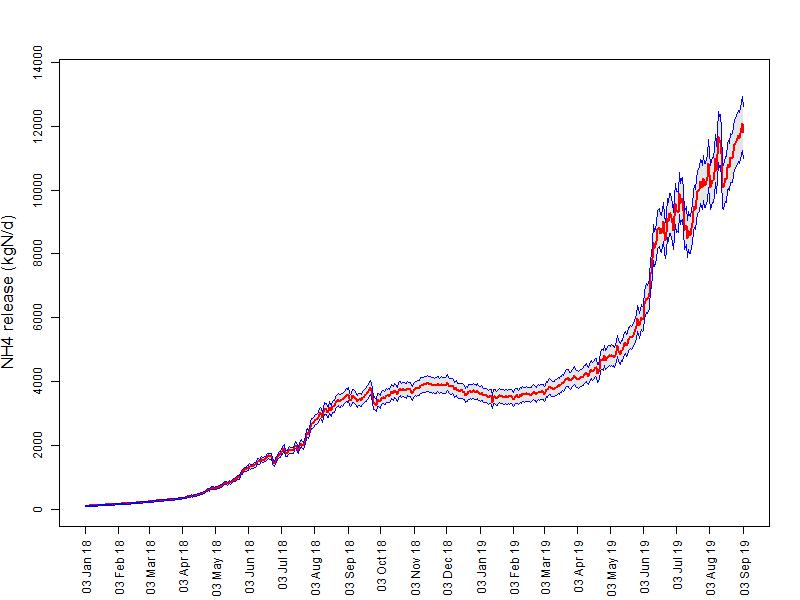 14000
12000
10000
8000
6000
4000
2000
0
NH4 release (kgN/d)
03 Jan 18
03 Feb 18
03 Mar 18
03 Apr 18
03 May 18
03 Jun 18
03 Jul 18
03 Aug 18
03 Sep 18
03 Oct 18
03 Nov 18
03 Dec 18
03 Jan 19
03 Feb 19
03 Mar 19
03 Apr 19
03 May 19
03 Jun 19
03 Jul 19
03 Aug 19
03 Sep 19